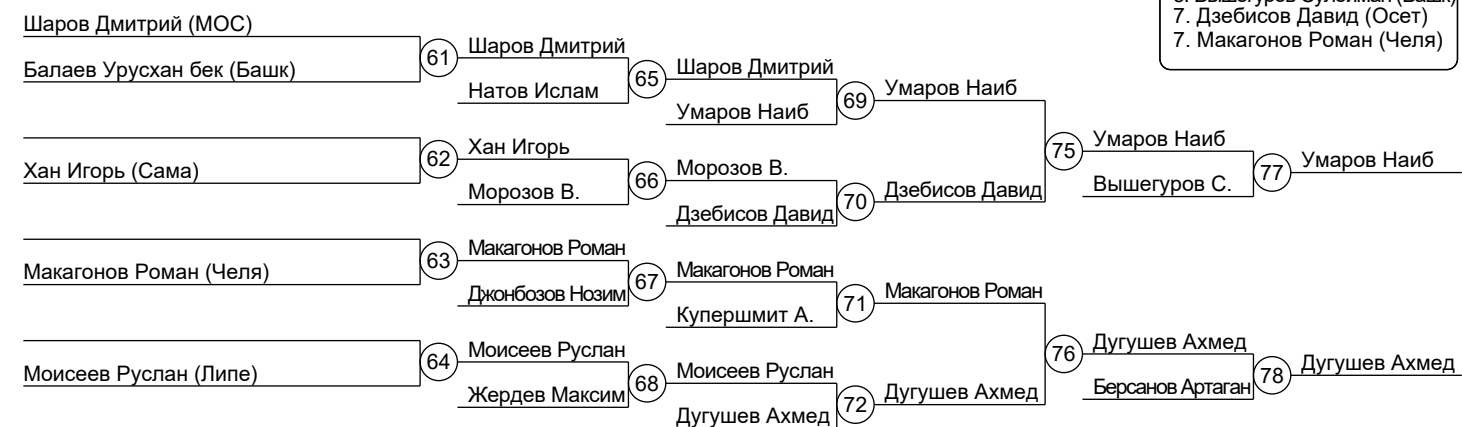 5. Вышегуров Сулейман (Башк)
7. Дзебисов Давид (Осет)
7. Макагонов Роман (Челя)
Шаров Дмитрий (МОС)
Балаев Урусхан бек (Башк)
61
Шаров Дмитрий
Натов Ислам
65
Шаров Дмитрий
Умаров Наиб
69
Умаров Наиб
Хан Игорь (Сама)
62
Хан Игорь
Морозов В.
66
Морозов В.
Дзебисов Давид
70
Дзебисов Давид
75
Умаров Наиб
Вышегуров С.
77
Умаров Наиб
Макагонов Роман (Челя)
63
Макагонов Роман
Джонбозов Нозим
67
Макагонов Роман
Купершмит А.
71
Макагонов Роман
Моисеев Руслан (Липе)
64
Моисеев Руслан
Жердев Максим
68
Моисеев Руслан
Дугушев Ахмед
72
Дугушев Ахмед
76
Дугушев Ахмед
Берсанов Артаган
78
Дугушев Ахмед